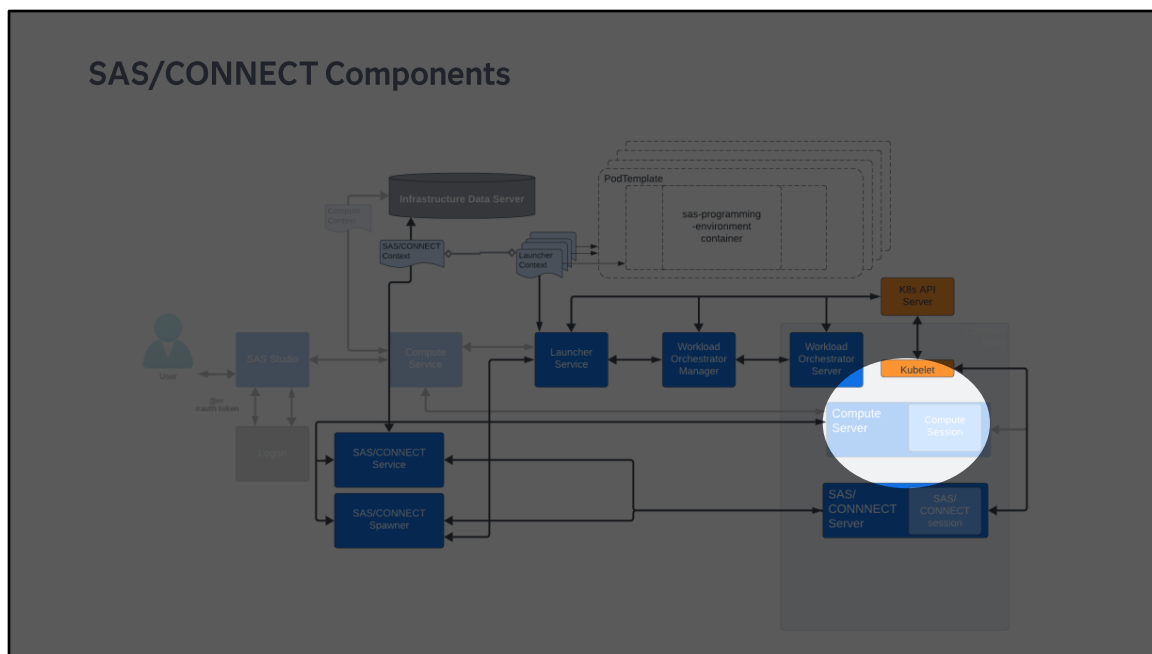 SAS/CONNECT Components
PodTemplate
sas-programming
-environment
container
Infrastructure Data Server
Compute
Context
SAS/CONNECT
Context
Launcher
Context
K8s API
Server
User
SAS Studio
Compute
Service
Launcher
Service
Workload
Orchestrator
Manager
Workload
Orchestrator
Server
Kubelet
oauth token
Logon
Compute
Server
Compute
Session
SAS/CONNECT
Service
SAS/CONNECT
Spawner
SAS/
CONNNECT
Server
SAS/
CONNECT
session